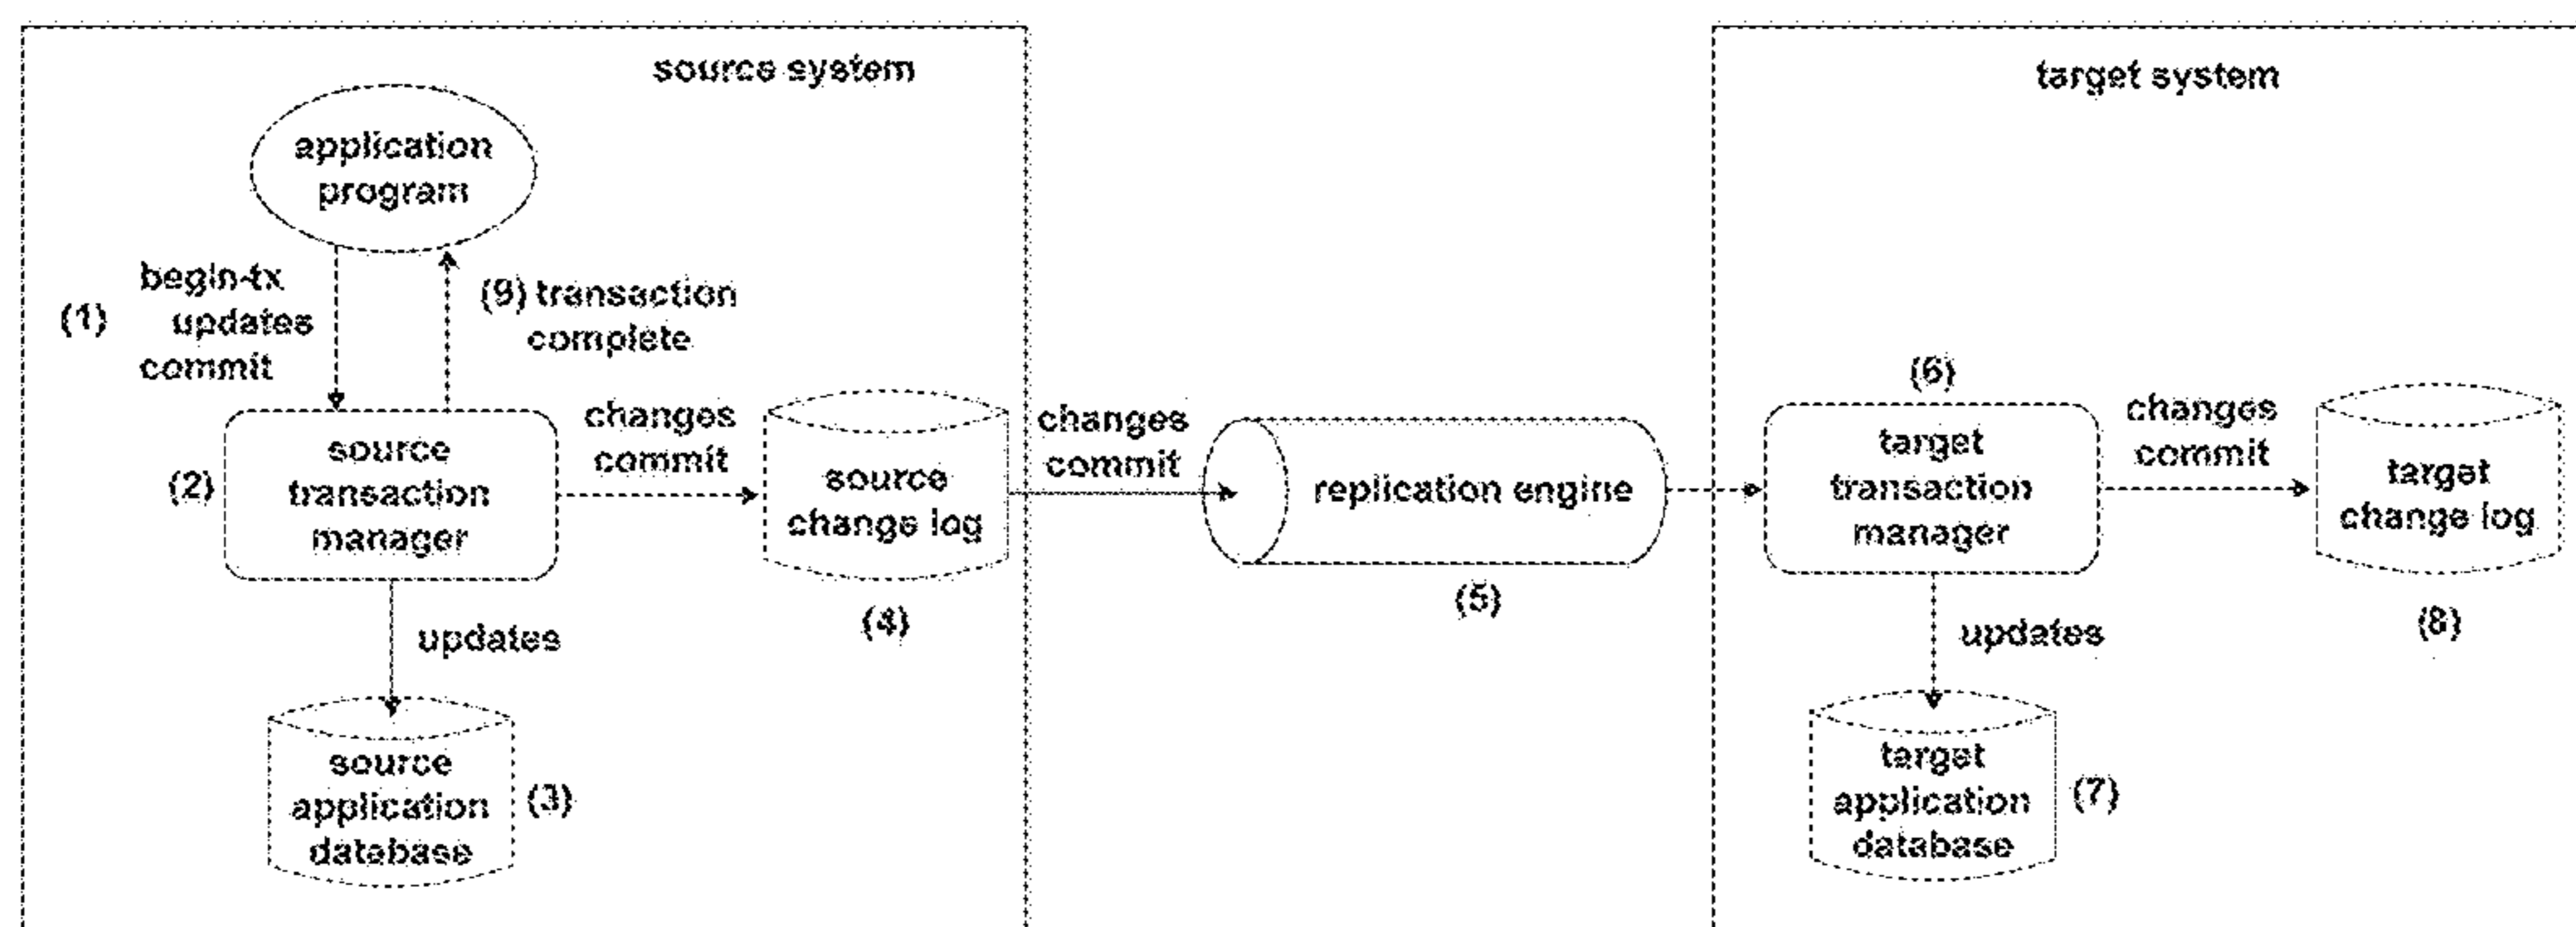 source system
application
program
(1)
begin-tx
updates
commit
(9) transaction
complete
(2)
source
transaction
manager
changes
commit
source
change log
(4)
updates
source
application
database
(3)
changes
commit
replication engine
(5)
target system
(6)
target
transaction
manager
changes
commit
target
change log
(8)
updates
target
application
database
(7)